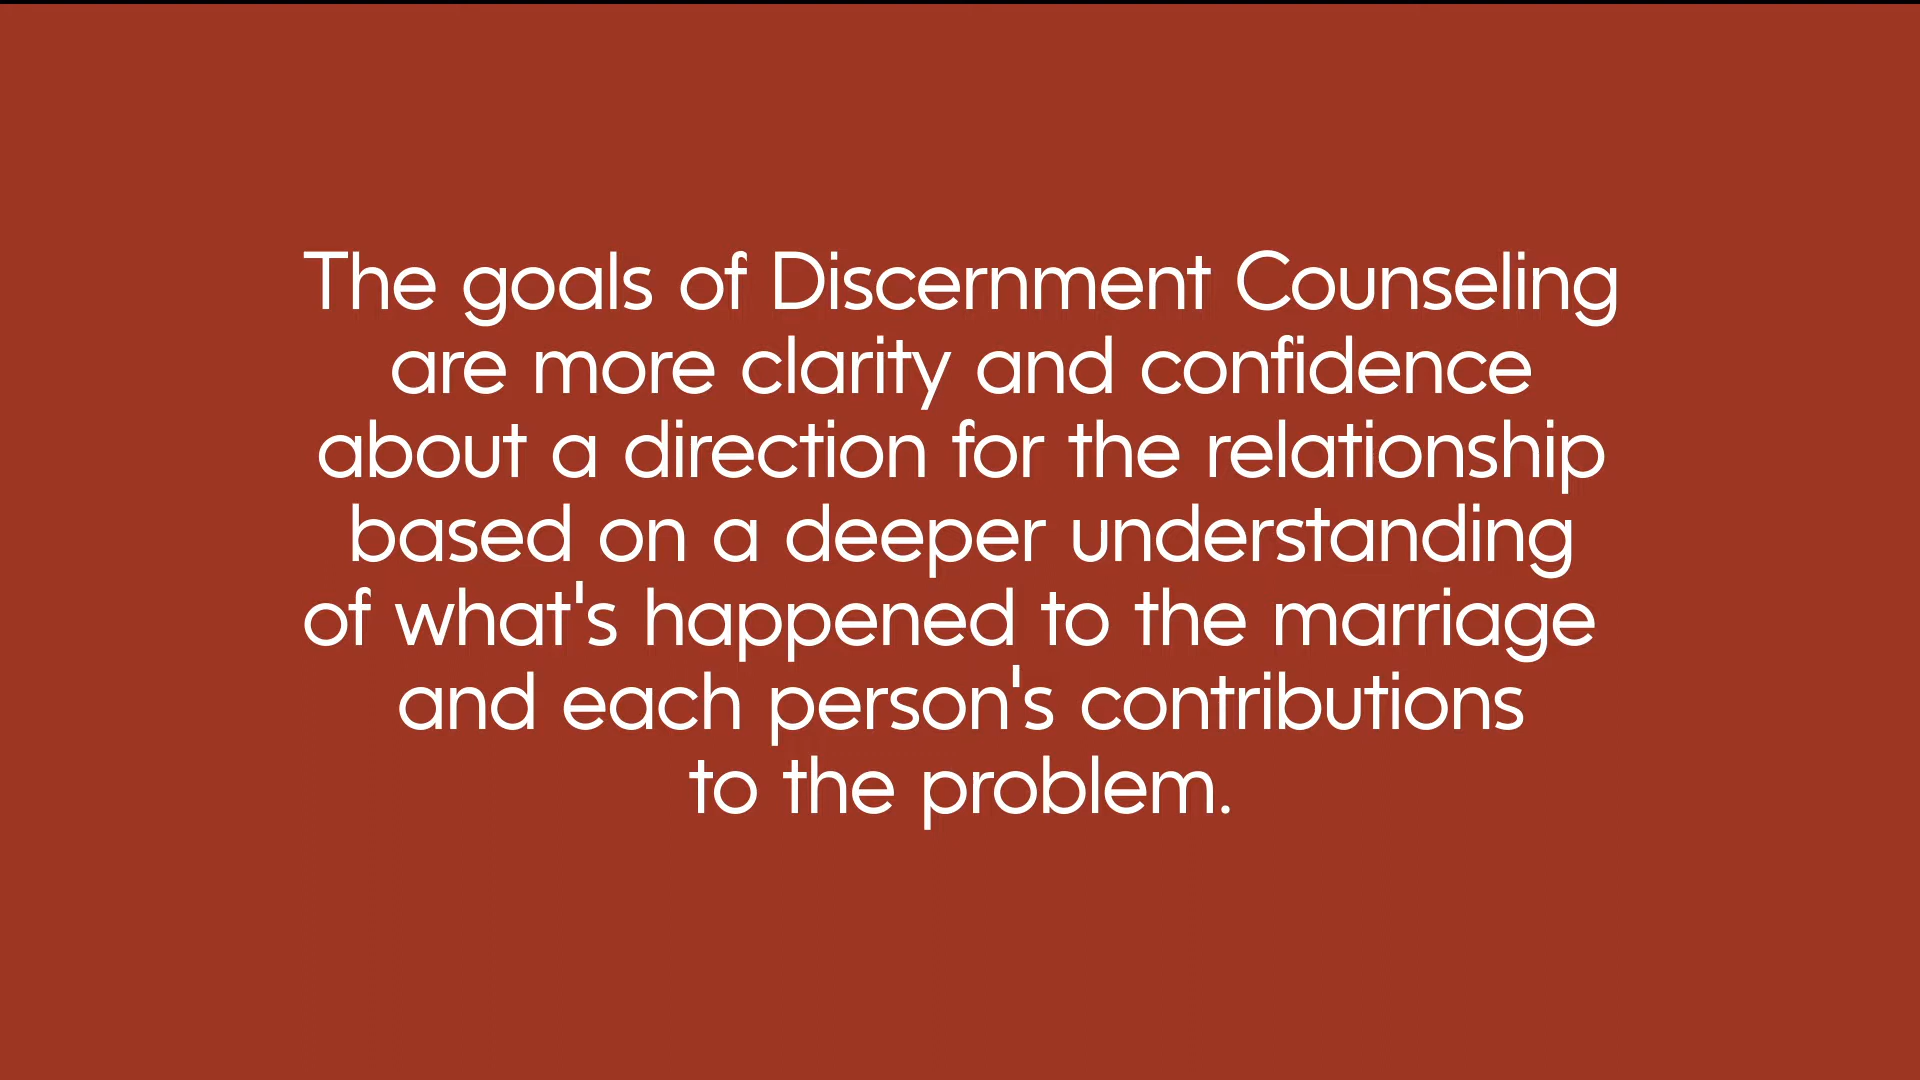 The goals of Discernment Counseling
are more clarity and confidence
about a direction for the relationship
based on a deeper understanding
of what's happened to the marriage
and each person's contributions
to the problem.